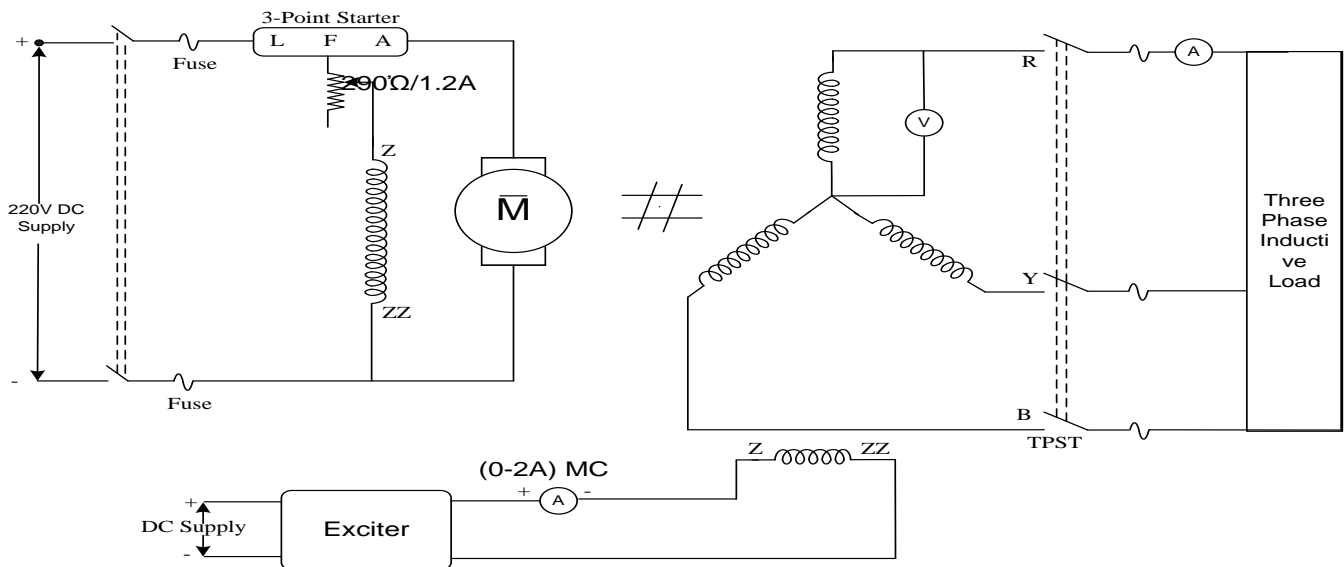 3-Point Starter
L F A
+
Fuse
290Ὠ/1.2A
Z
220V DC
Supply
M
ZZ
-
Fuse
R
A
V
Three
Phase
Inducti
ve
Load
Y
B
TPST
Z
ZZ
(0-2A) MC
+
A
-
+
DC Supply
-
Exciter